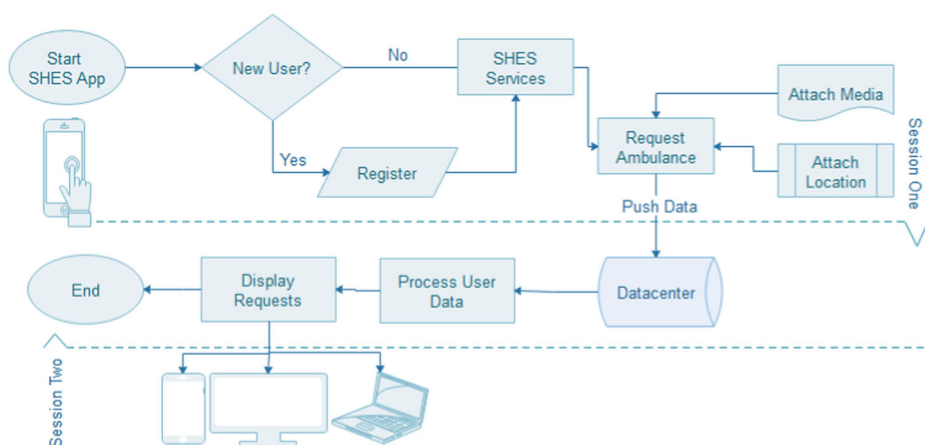 Start
SHES App
New User?
No
SHES
Services
Attach Media
Yes
Register
Request
Ambulance
Attach
Location
Session One
Push Data
End
Display
Requests
Process User
Data
Datacenter
Session Two